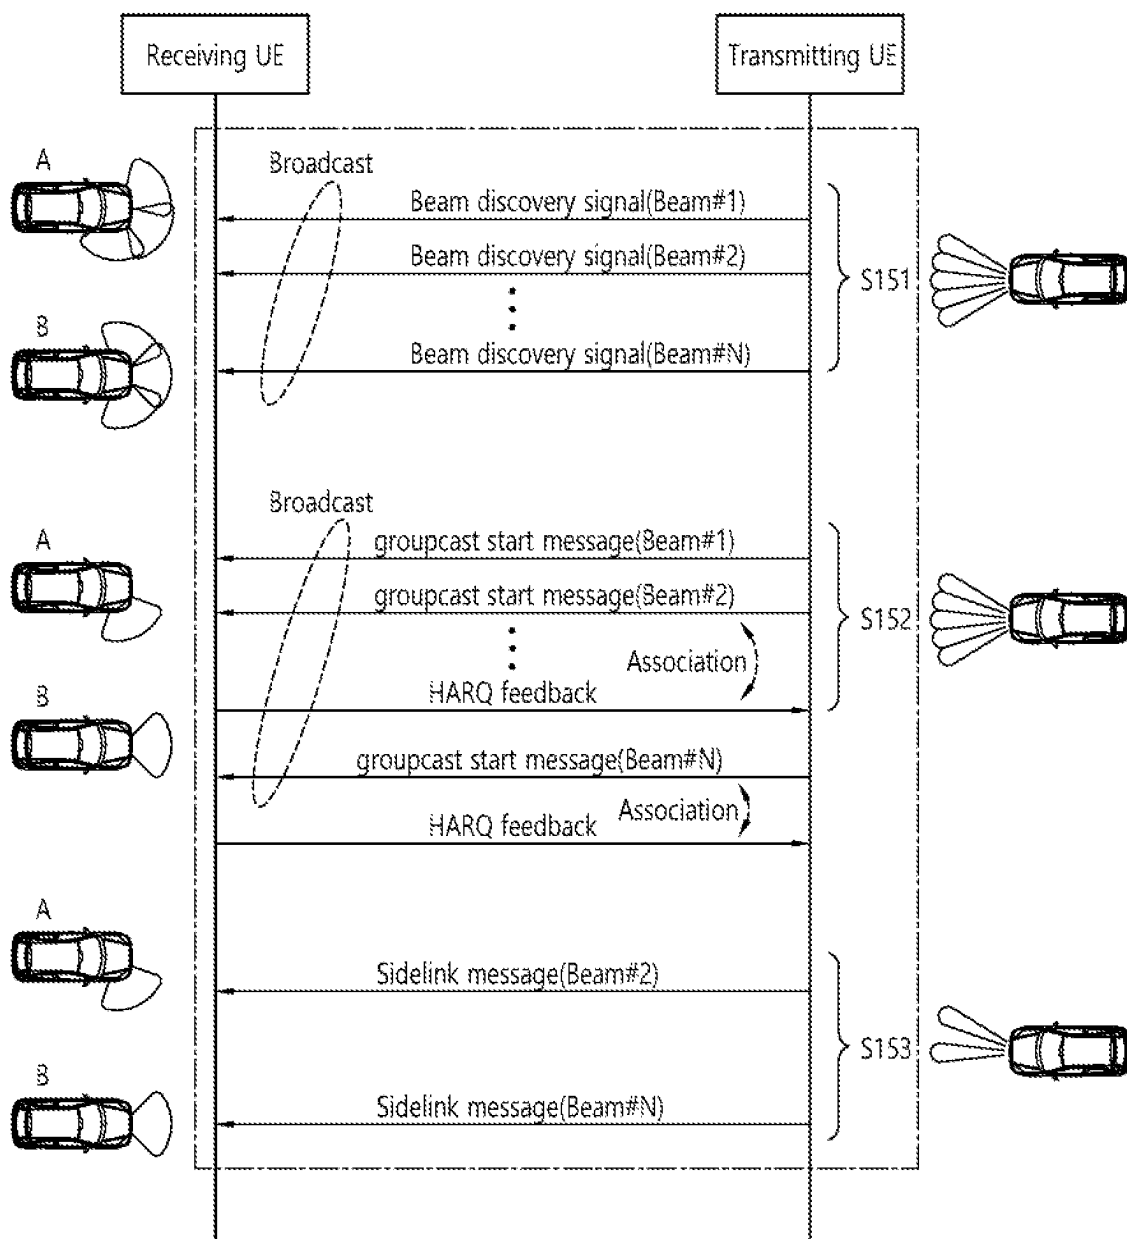 Receiving UE
Transmitting UE
A
Broadcast
Beam discovery signal(Beam#1)
Beam discovery signal(Beam#2)
S151
B
Beam discovery signal(Beam#N)
Broadcast
A
groupcast start message(Beam#1)
groupcast start message(Beam#2)
S152
Association
B
HARQ feedback
groupcast start message(Beam#N)
Association
HARQ feedback
A
Sidelink message(Beam#2)
S153
B
Sidelink message(Beam#N)